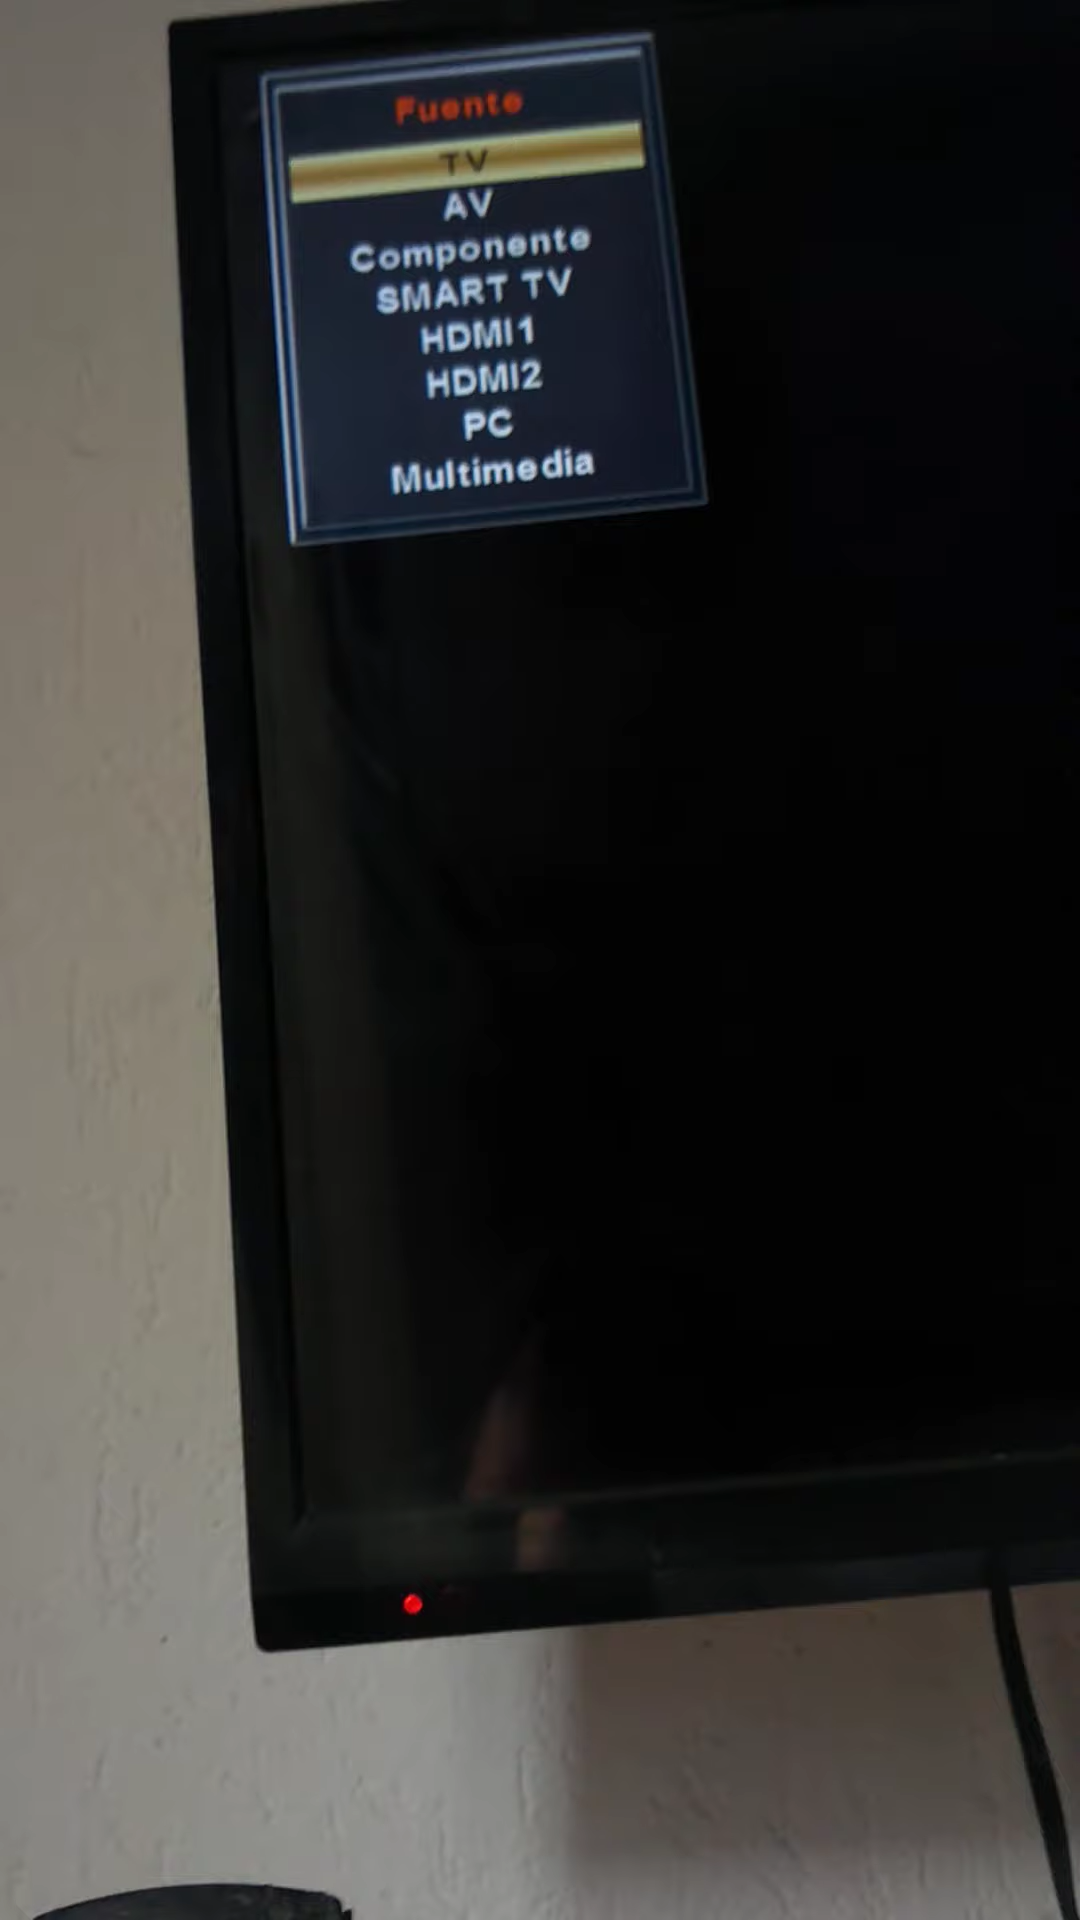 Fuente
TV
AV
Componente
SMART TV
HDMI1
HDMI2
PC
Multimedia